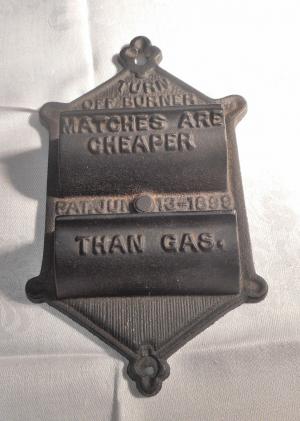 TURN
OFF BURNER
MATCHES ARE
CHEAPER
PAT. JUN 13-1899
THAN GAS.